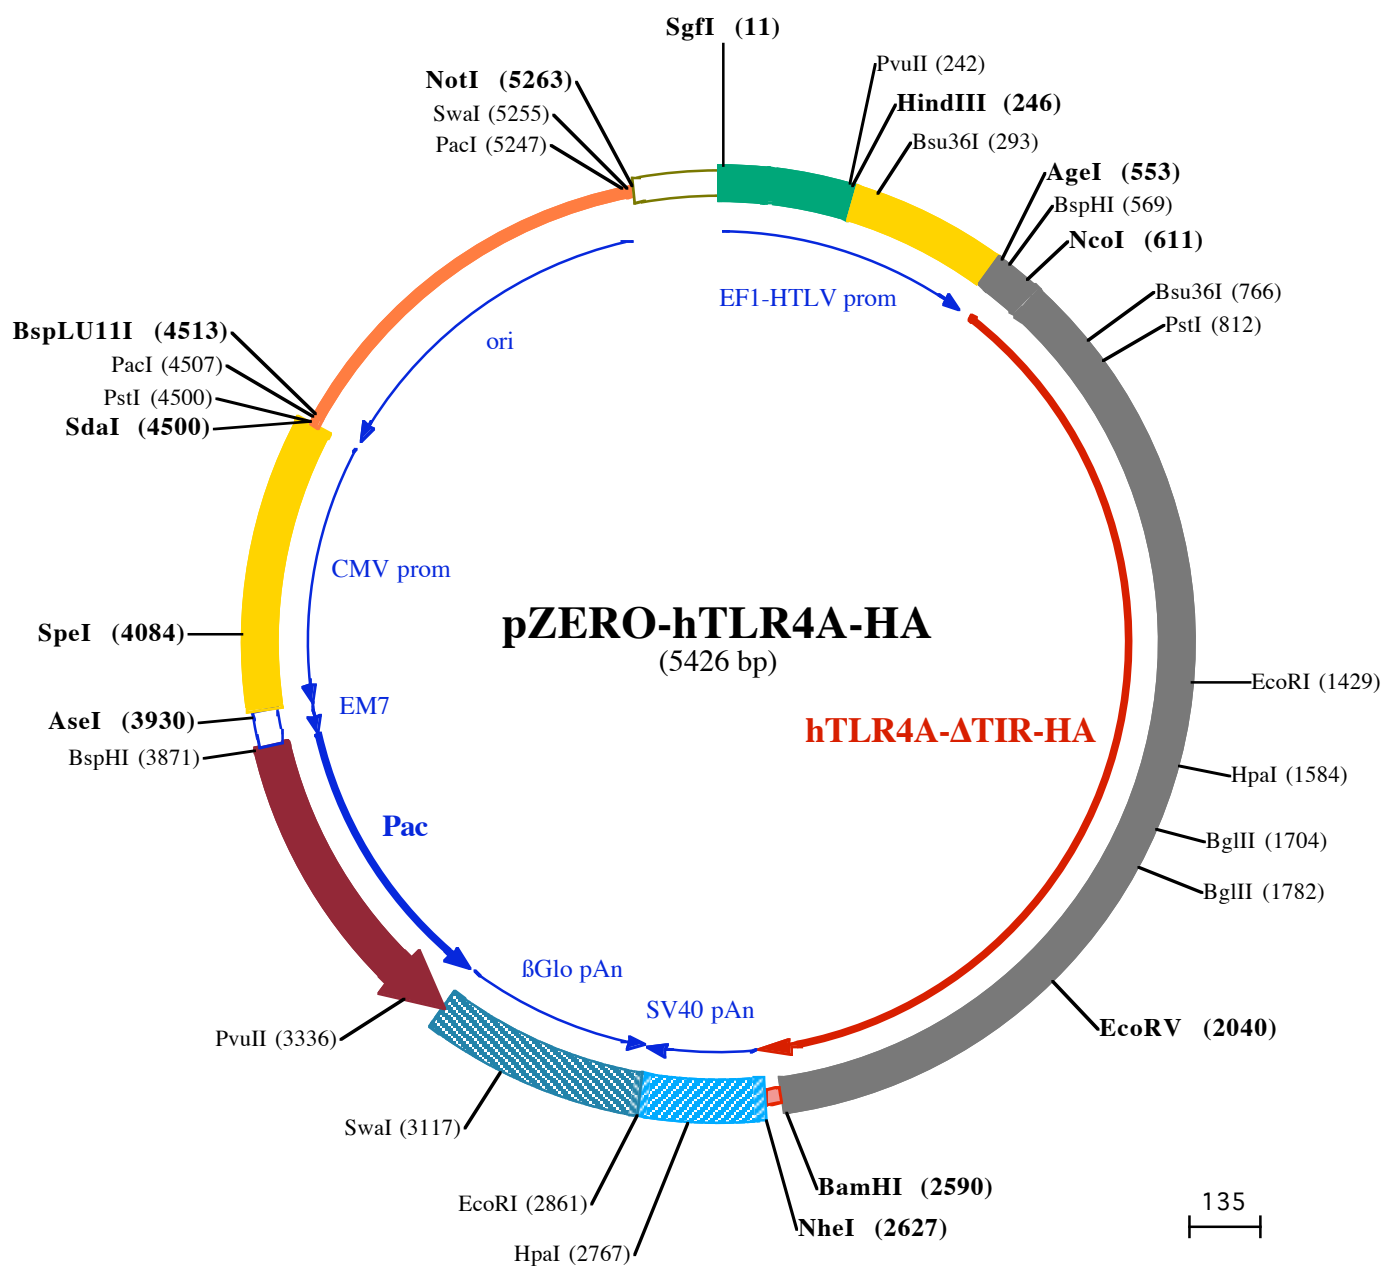 SgfI (11)
PvuII (242)
HindIII (246)
Bsu36I (293)
AgeI (553)
BspHI (569)
NcoI (611)
Bsu36I (766)
PstI (812)
EcoRI (1429)
HpaI (1584)
BglII (1704)
BglII (1782)
EcoRV (2040)
BamHI (2590)
NheI (2627)
HpaI (2767)
EcoRI (2861)
SwaI (3117)
PvuII (3336)
BspHI (3871)
AseI (3930)
SpeI (4084)
SdaI (4500)
PstI (4500)
PacI (4507)
BspLU11I (4513)
PacI (5247)
SwaI (5255)
NotI (5263)
EF1-HTLV prom
ori
CMV prom
EM7
Pac
ßGlo pAn
SV40 pAn
hTLR4A-ΔTIR-HA
pZERO-hTLR4A-HA
(5426 bp)
135